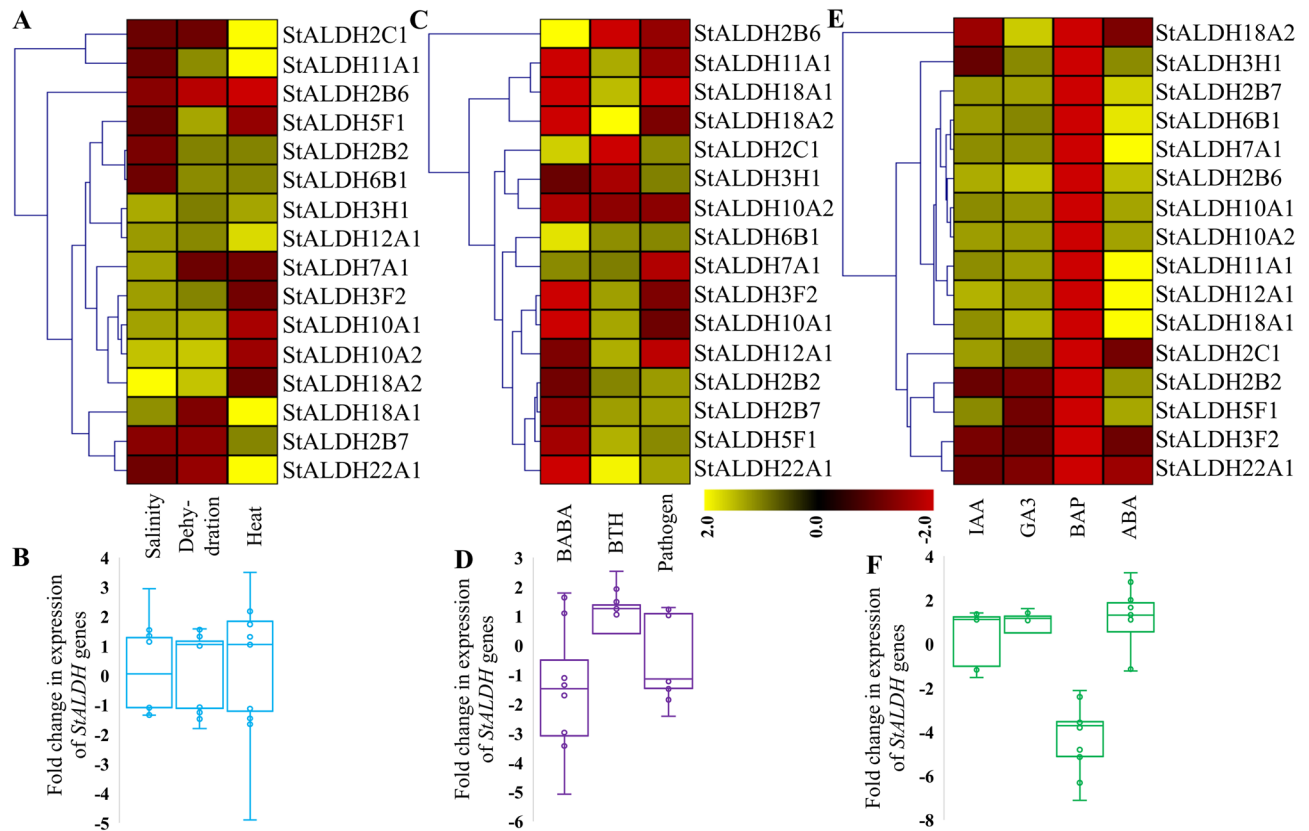 A
StALDH2C1
StALDH11A1
StALDH2B6
StALDH5F1
StALDH2B2
StALDH6B1
StALDH3H1
StALDH12A1
StALDH7A1
StALDH3F2
StALDH10A1
StALDH10A2
StALDH18A2
StALDH18A1
StALDH2B7
StALDH22A1
Salinity
Dehy-
dration
Heat
C
StALDH2B6
StALDH11A1
StALDH18A1
StALDH18A2
StALDH2C1
StALDH3H1
StALDH10A2
StALDH6B1
StALDH7A1
StALDH3F2
StALDH10A1
StALDH12A1
StALDH2B2
StALDH2B7
StALDH5F1
StALDH22A1
BABA
BTH
Pathogen
2.0
0.0
-2.0
E
StALDH18A2
StALDH3H1
StALDH2B7
StALDH6B1
StALDH7A1
StALDH2B6
StALDH10A1
StALDH10A2
StALDH11A1
StALDH12A1
StALDH18A1
StALDH2C1
StALDH2B2
StALDH5F1
StALDH3F2
StALDH22A1
IAA
GA3
BAP
ABA
B
Fold change in expression
of StALDH genes
4
3
2
1
0
-1
-2
-3
-4
-5
D
Fold change in expression
of StALDH genes
3
2
1
0
-1
-2
-3
-4
-5
-6
F
Fold change in expression
of StALDH genes
4
2
0
-2
-4
-6
-8